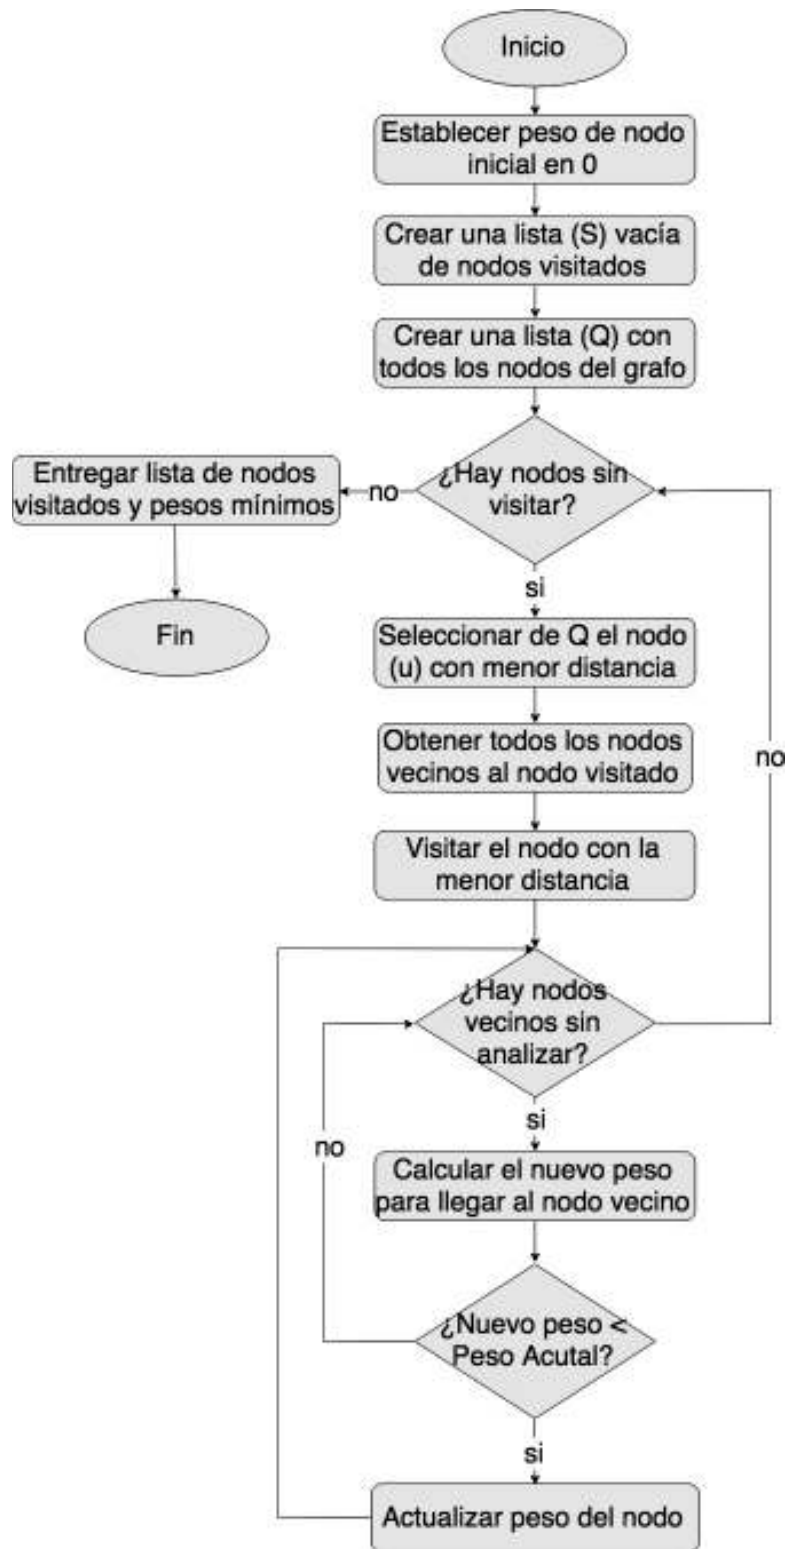 Inicio
Establecer peso de nodo
inicial en 0
Crear una lista (S) vacía
de nodos visitados
Crear una lista (Q) con
todos los nodos del grafo
¿Hay nodos sin
visitar?
no
Entregar lista de nodos
visitados y pesos mínimos
Fin
si
Seleccionar de Q el nodo
(u) con menor distancia
Obtener todos los nodos
vecinos al nodo visitado
no
Visitar el nodo con la
menor distancia
¿Hay nodos
vecinos sin
analizar?
si
no
Calcular el nuevo peso
para llegar al nodo vecino
¿Nuevo peso <
Peso Acutal?
si
Actualizar peso del nodo